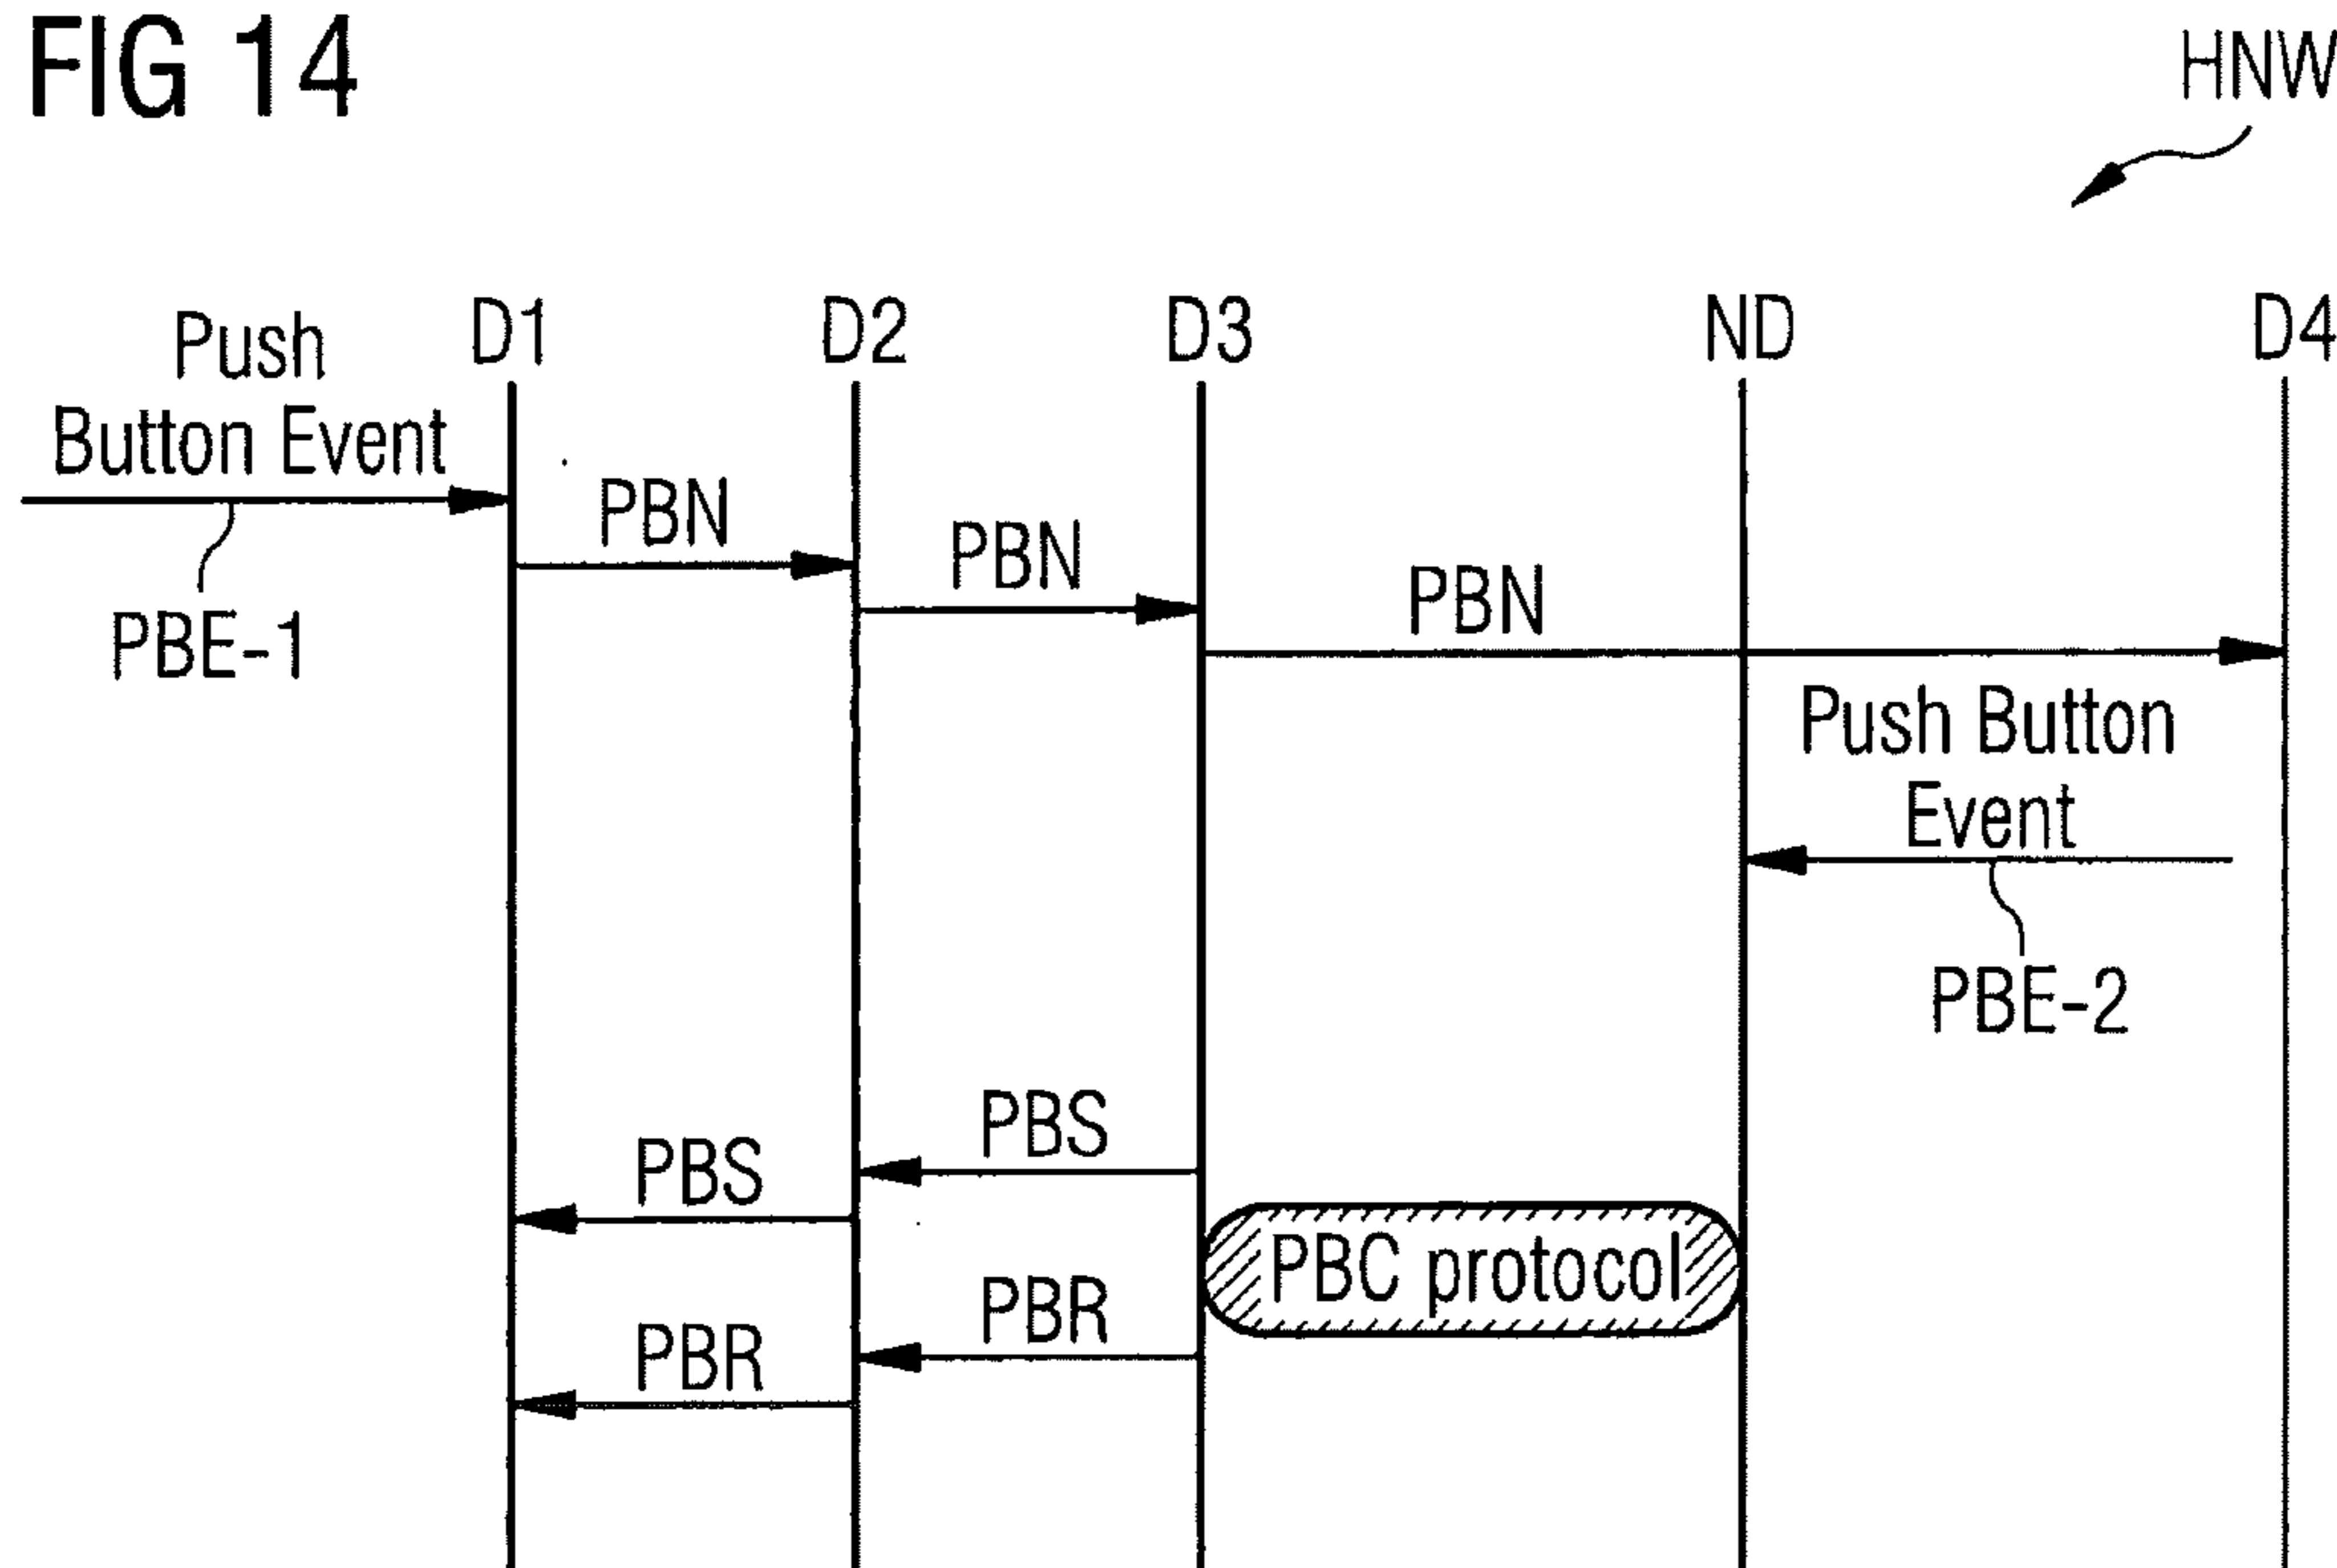 FIG 14
HNW
D1
D2
D3
ND
D4
Push
Button Event
PBE-1
PBN
PBN
PBN
Push Button
Event
PBE-2
PBS
PBS
PBC protocol
PBR
PBR